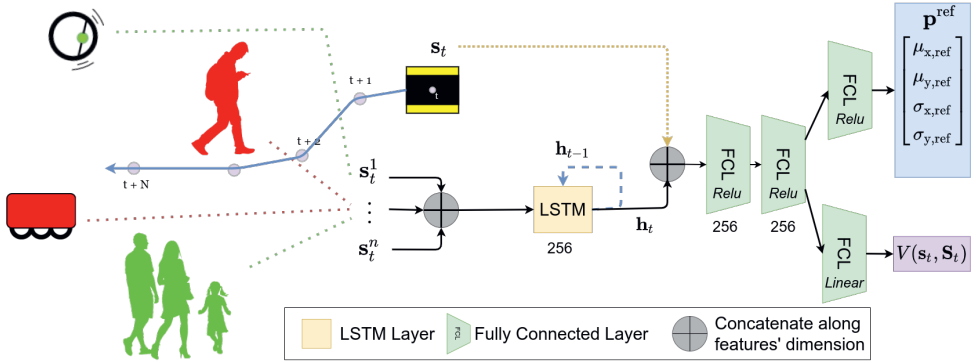 p^ref
μ_x,ref
μ_y,ref
σ_x,ref
σ_y,ref
s_t
t + 1
t
t + 2
t + N
s_t^1
⋮
s_t^n
LSTM
256
h_{t−1}
h_t
FCL
Relu
256
FCL
Relu
256
FCL
Relu
FCL
Linear
V(s_t, S_t)
LSTM Layer
FCL
Fully Connected Layer
Concatenate along
features' dimension